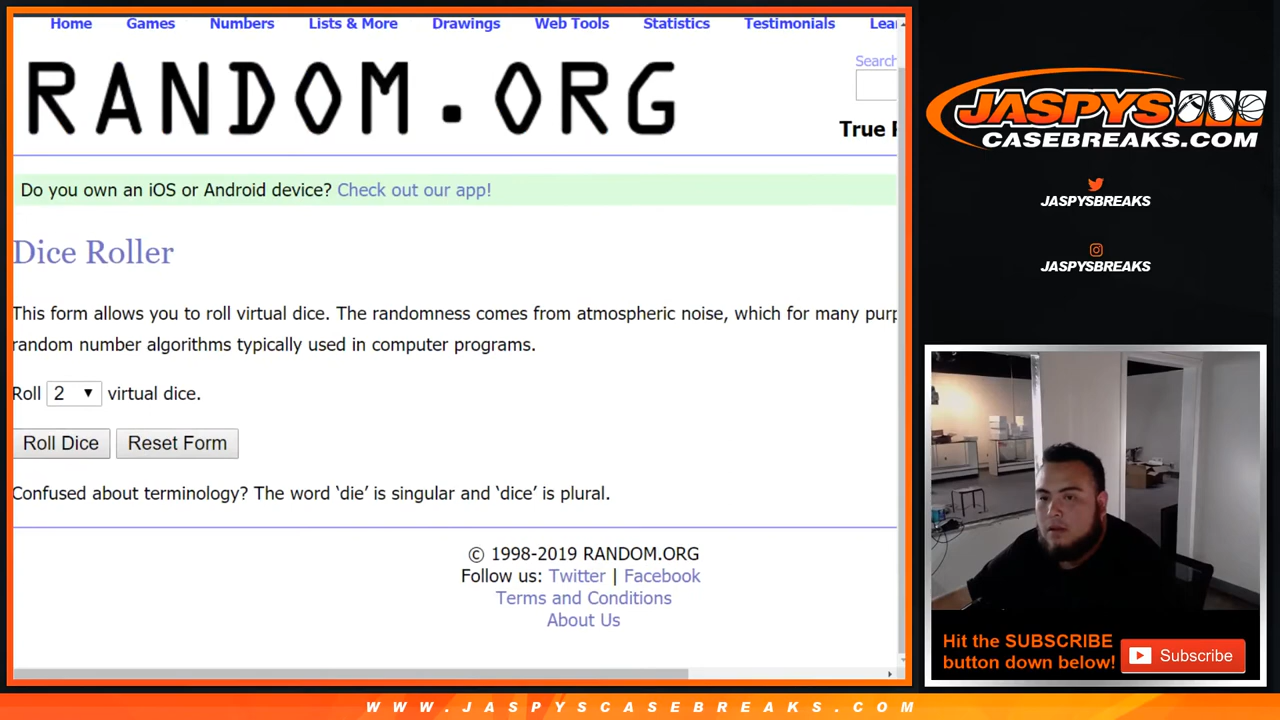 Home Games Numbers Lists & More Drawings Web Tools Statistics Testimonials
RANDOM.ORG
Search
True
Do you own an iOS or Android device? Check out our app!
Dice Roller
This form allows you to roll virtual dice. The randomness comes from atmospheric noise, which for many
random number algorithms typically used in computer programs.
Roll 2 virtual dice.
Roll Dice Reset Form
Confused about terminology? The word ‘die’ is singular and ‘dice’ is plural.
© 1998-2019 RANDOM.ORG
Follow us: Twitter | Facebook
Terms and Conditions
About Us
JASPYS
CASEBREAKS.COM
JASPYSBREAKS
JASPYSBREAKS
Hit the SUBSCRIBE
button down below!
Subscribe
WWW.JASPYSCASEBREAKS.COM